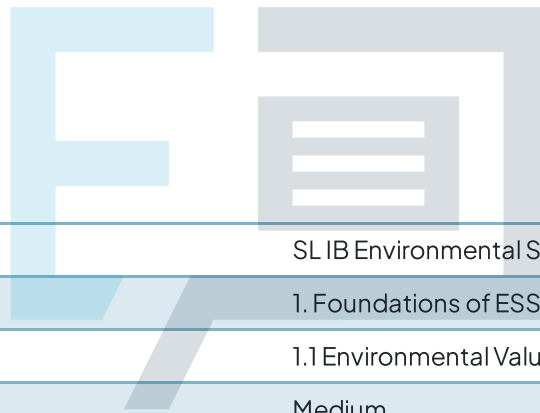 SL IB Environmental S
1. Foundations of ESS
1.1 Environmental Valu
Medium